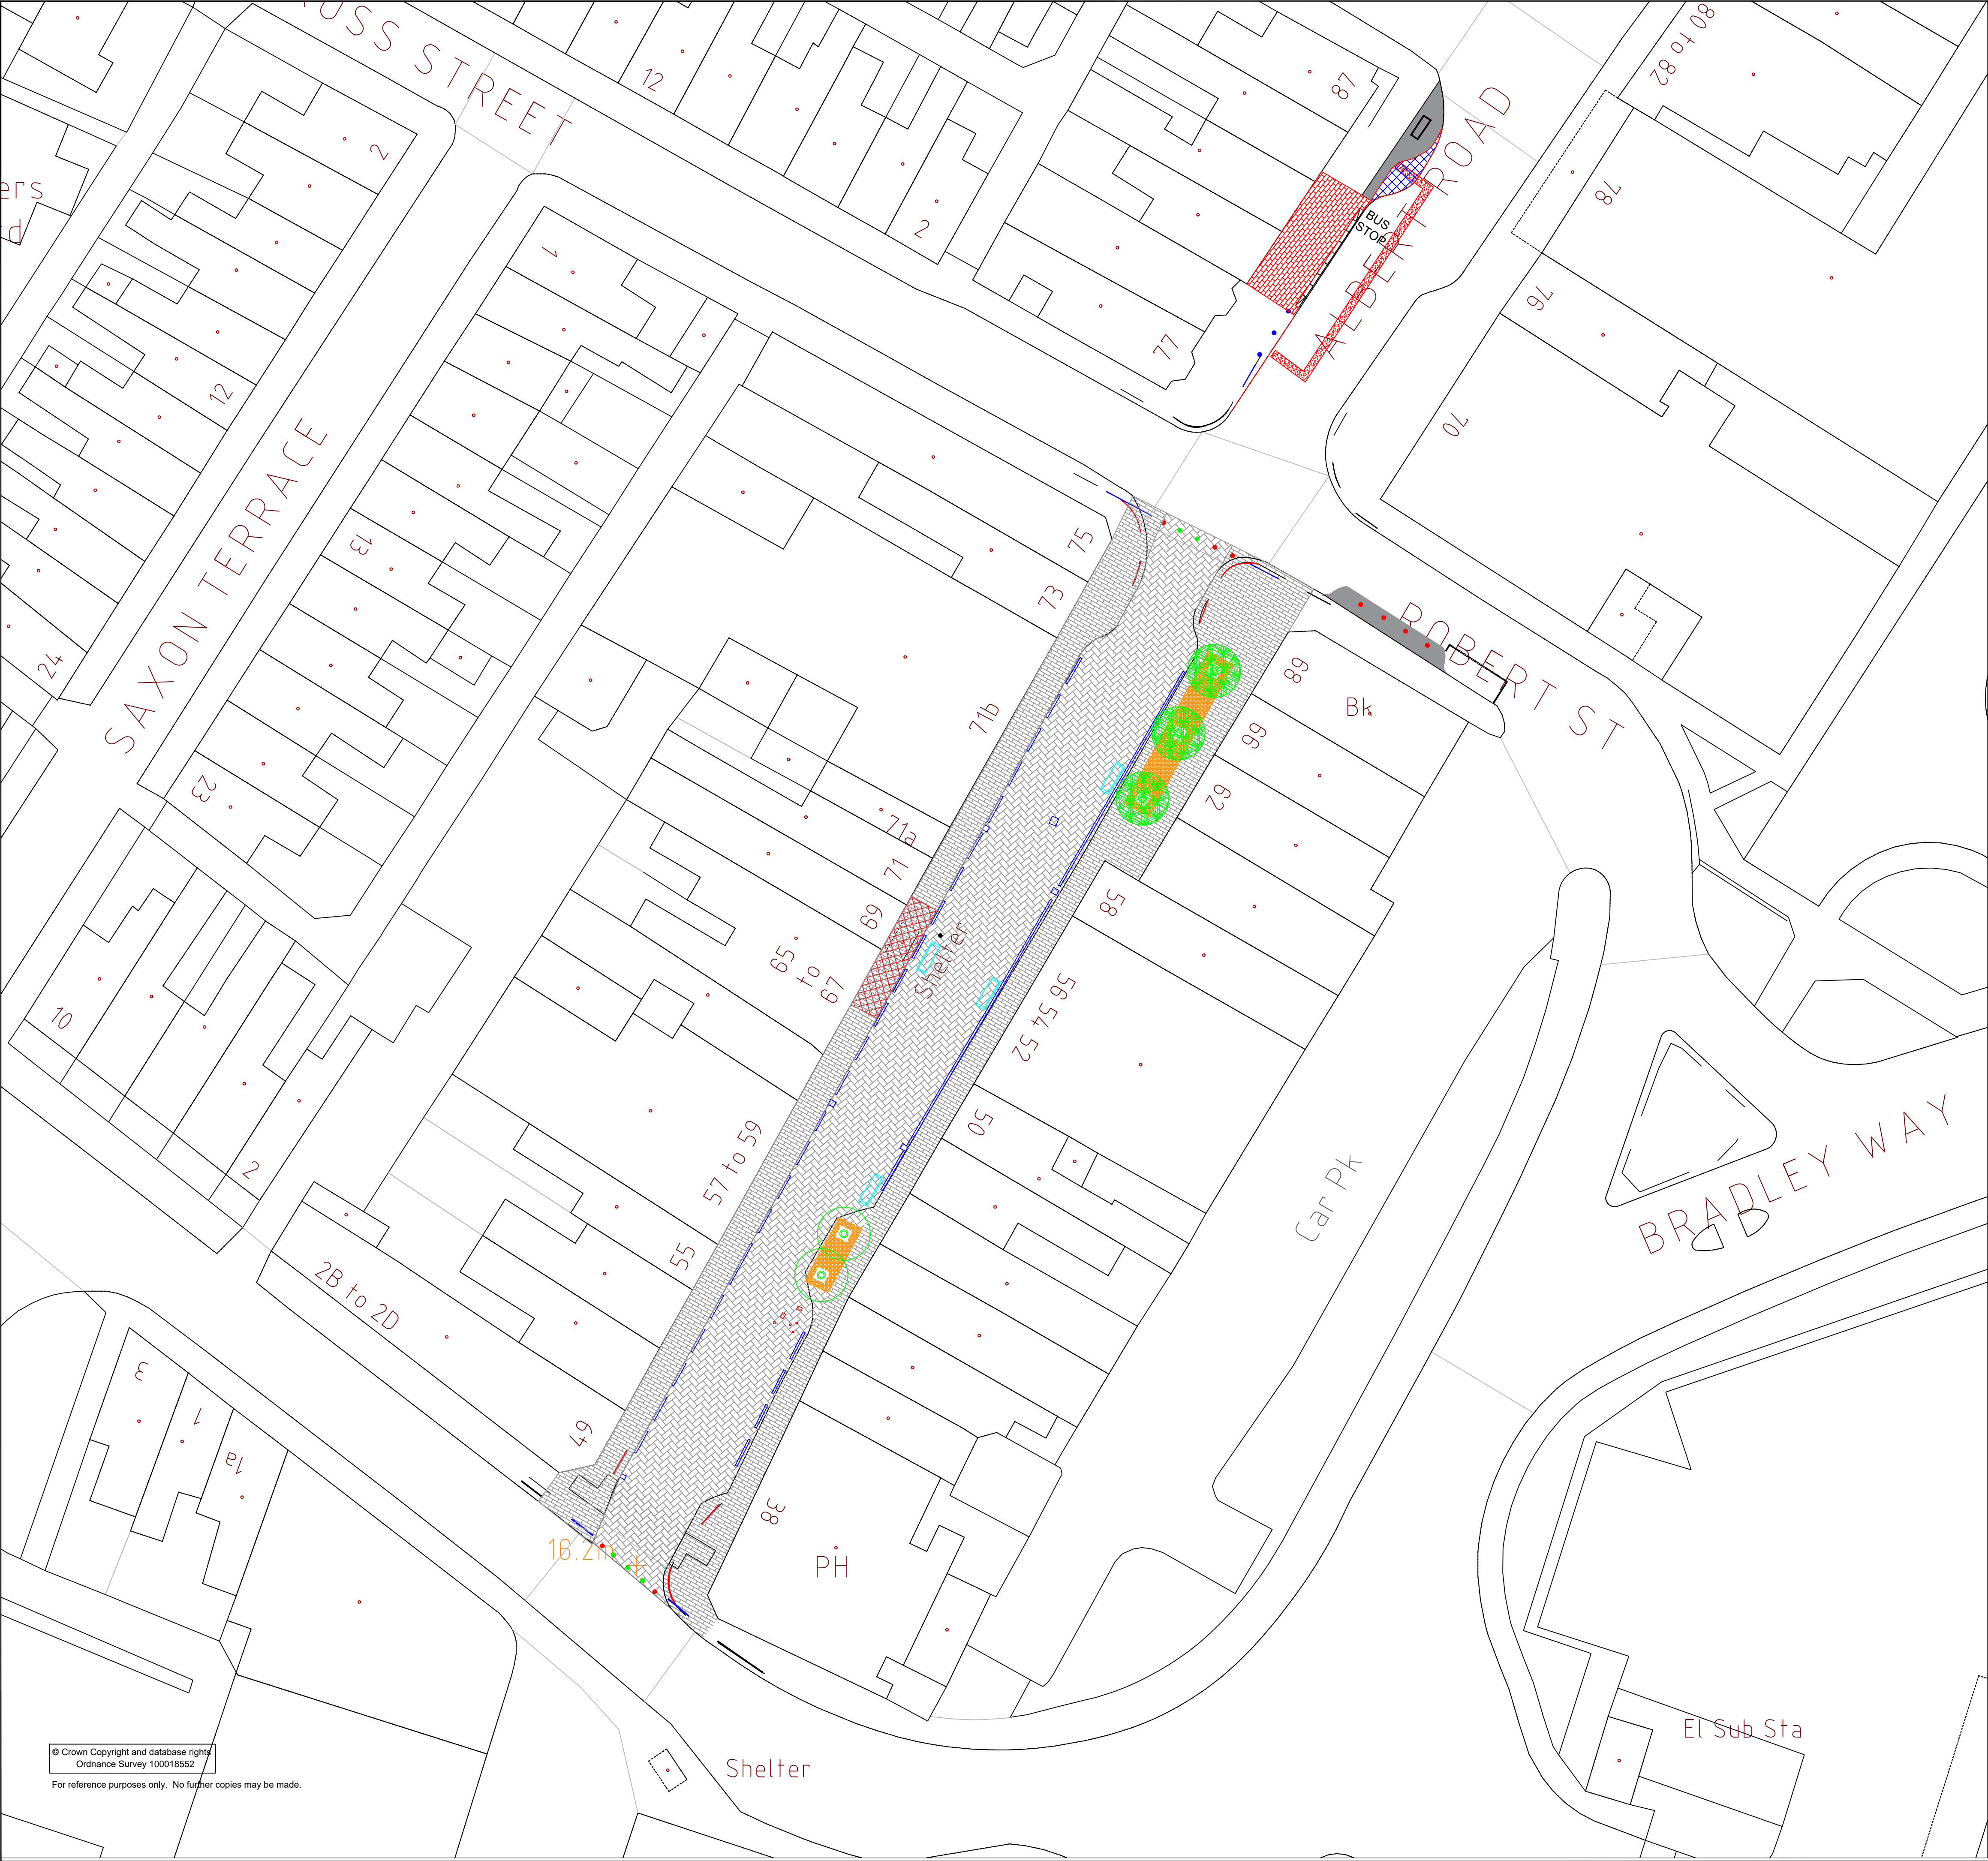 OSS STREET
12
2
87
ALBERT ROAD
80 to 82
BUS
STOP
78
76
70
77
ers
d
2
12
1
SAXON TERRACE
13
24
23
75
73
71b
71a
71
69
65
to
67
ROBERT ST
68
Bk
66
62
58
Shelter
56 54 52
50
10
2
57 to 59
55
Car Pk
BRADLEY WAY
2B to 2D
3
1
1a
47
38
16.2m +
PH
El Sub Sta
Shelter
© Crown Copyright and database rights
Ordnance Survey 100018552
For reference purposes only. No further copies may be made.